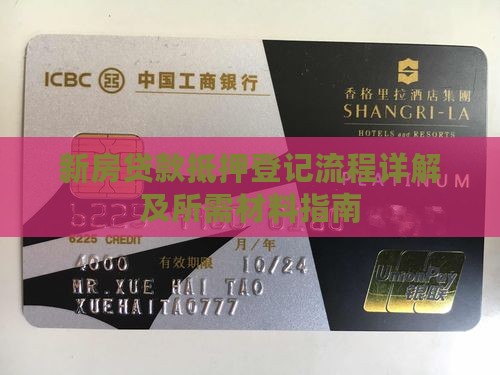 ICBC 中国工商银行
香格里拉酒店集團
SHANGRI-LA
HOTELS and RESORTS
新房贷款抵押登记流程详解
及所需材料指南
PLATINUM
6225 CREDIT
月/年
4000 有效期限 10/24
MR.XUE HAI TAO
XUEHAITAO777
UnionPay
银联